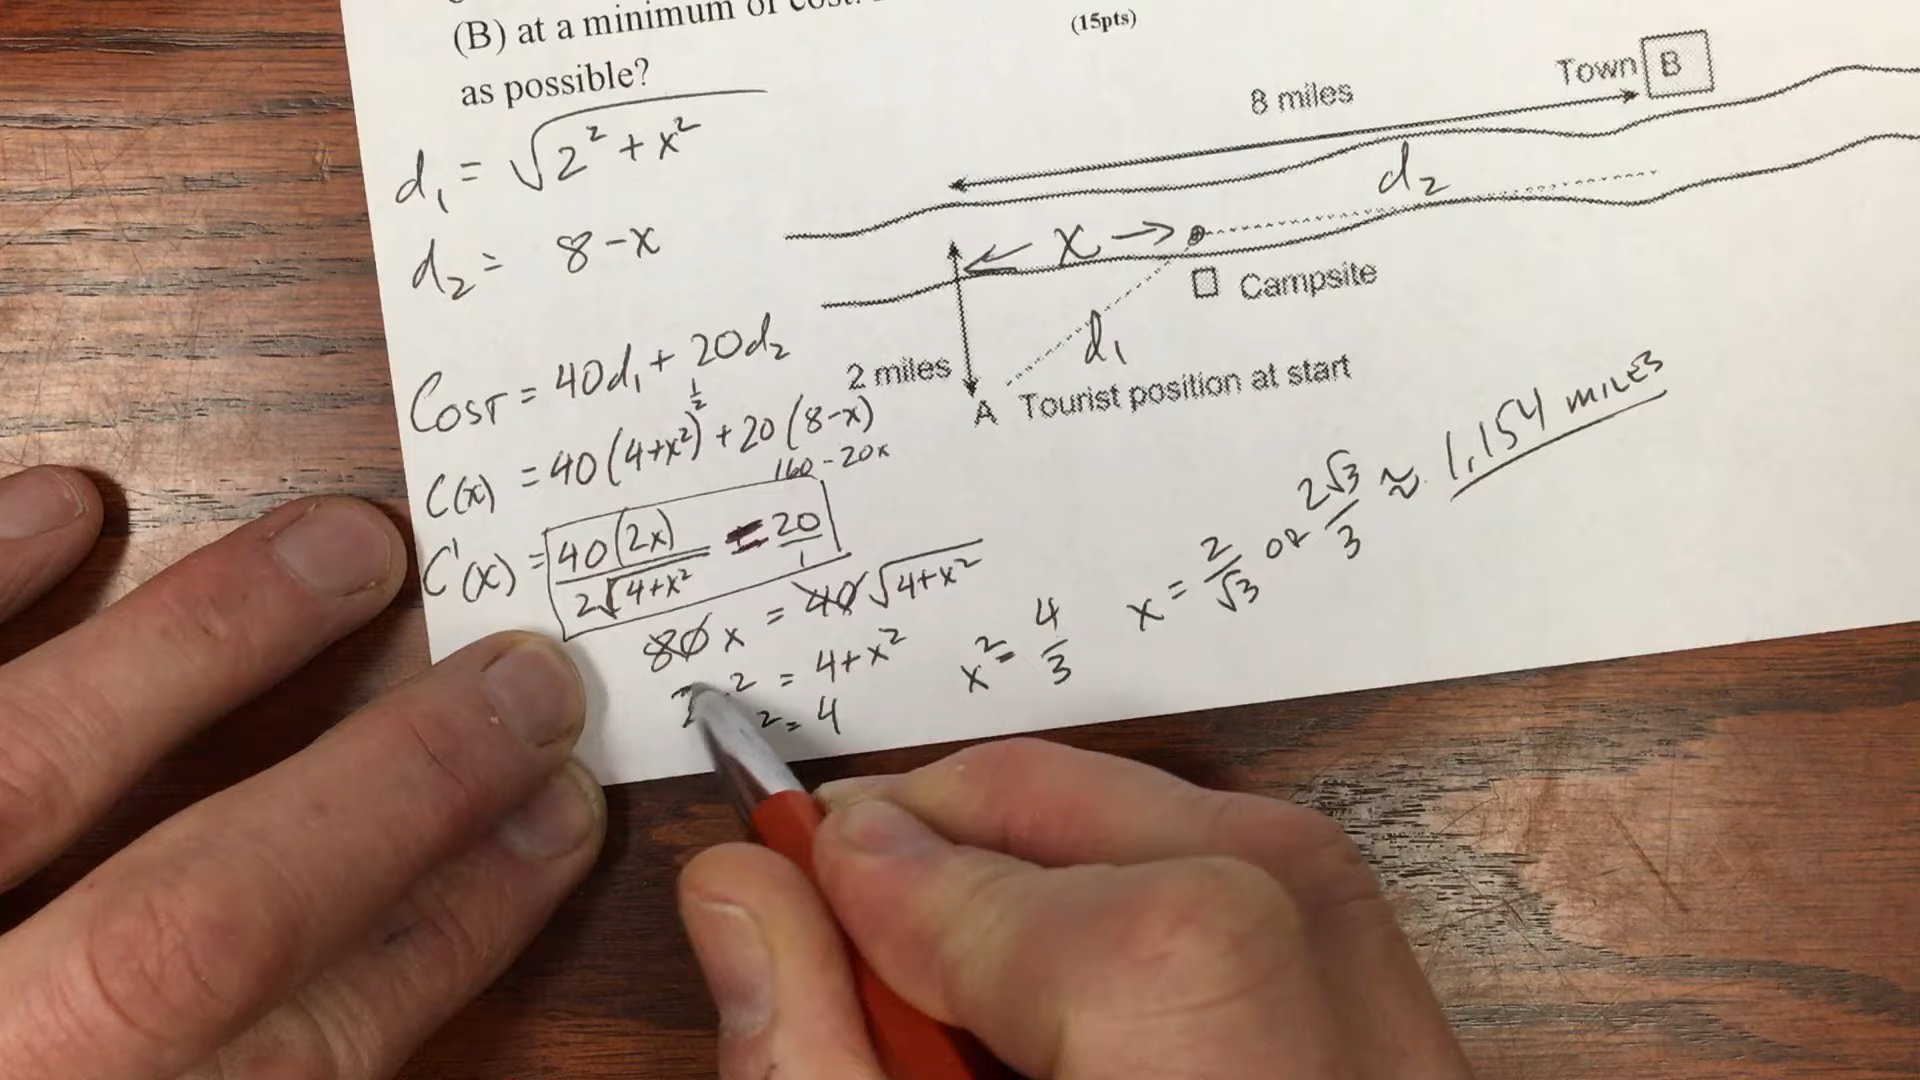 (B) at a minimum of cost.
(15pts)
as possible?
d₁ = √(2² + x²)
d₂ = 8-x
Town B
8 miles
d₂
← x →
Campsite
d₁
2 miles
A Tourist position at start
COST = 40d₁ + 20d₂
C(x) = 40(4+x²)^½ + 20(8-x)
160-20x
C'(x) = 40(2x)/2√(4+x²) = 20/1
80x = 40√(4+x²)
² = 4+x²
² = 4
x² = 4/3
x = 2/√3 or 2√3/3 ≈ 1.154 MILES